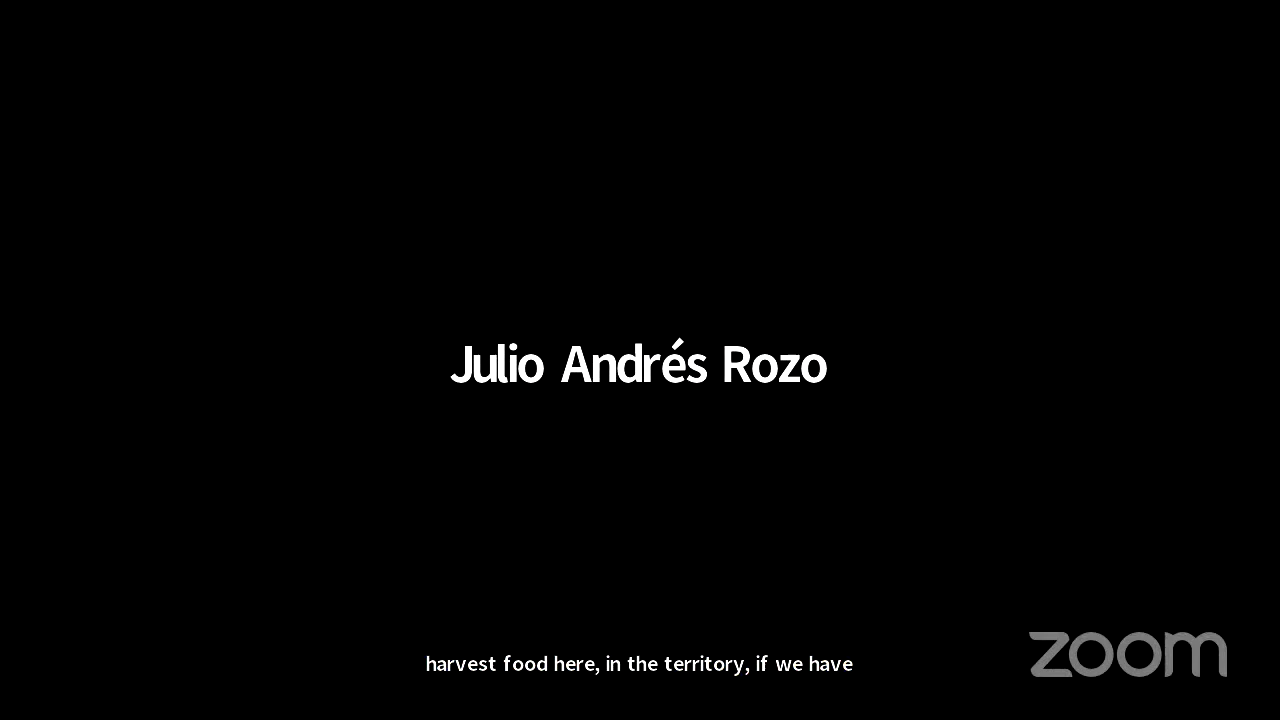 Julio Andrés Rozo
harvest food here, in the territory, if we have
zoom